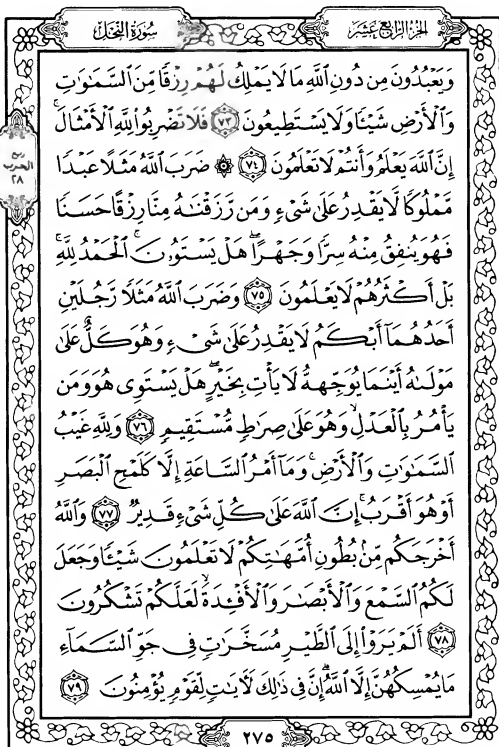 الجزء الرابع عشر
سورة النحل
وَيَعْبُدُونَ مِن دُونِ ٱللَّهِ مَا لَا يَمْلِكُ لَهُمْ رِزْقًا مِّنَ ٱلسَّمَٰوَٰتِ
وَٱلْأَرْضِ شَيْـًٔا وَلَا يَسْتَطِيعُونَ ٧٣ فَلَا تَضْرِبُوا۟ لِلَّهِ ٱلْأَمْثَالَ ۚ
إِنَّ ٱللَّهَ يَعْلَمُ وَأَنتُمْ لَا تَعْلَمُونَ ٧٤ ۞ ضَرَبَ ٱللَّهُ مَثَلًا عَبْدًا
مَّمْلُوكًا لَّا يَقْدِرُ عَلَىٰ شَىْءٍ وَمَن رَّزَقْنَٰهُ مِنَّا رِزْقًا حَسَنًا
فَهُوَ يُنفِقُ مِنْهُ سِرًّا وَجَهْرًا ۖ هَلْ يَسْتَوُۥنَ ۚ ٱلْحَمْدُ لِلَّهِ ۚ
بَلْ أَكْثَرُهُمْ لَا يَعْلَمُونَ ٧٥ وَضَرَبَ ٱللَّهُ مَثَلًا رَّجُلَيْنِ
أَحَدُهُمَآ أَبْكَمُ لَا يَقْدِرُ عَلَىٰ شَىْءٍ وَهُوَ كَلٌّ عَلَىٰ
مَوْلَىٰهُ أَيْنَمَا يُوَجِّههُّ لَا يَأْتِ بِخَيْرٍ ۖ هَلْ يَسْتَوِى هُوَ وَمَن
يَأْمُرُ بِٱلْعَدْلِ ۙ وَهُوَ عَلَىٰ صِرَٰطٍ مُّسْتَقِيمٍ ٧٦ وَلِلَّهِ غَيْبُ
ٱلسَّمَٰوَٰتِ وَٱلْأَرْضِ ۚ وَمَآ أَمْرُ ٱلسَّاعَةِ إِلَّا كَلَمْحِ ٱلْبَصَرِ
أَوْ هُوَ أَقْرَبُ ۚ إِنَّ ٱللَّهَ عَلَىٰ كُلِّ شَىْءٍ قَدِيرٌ ٧٧ وَٱللَّهُ
أَخْرَجَكُم مِّنۢ بُطُونِ أُمَّهَٰتِكُمْ لَا تَعْلَمُونَ شَيْـًٔا وَجَعَلَ
لَكُمُ ٱلسَّمْعَ وَٱلْأَبْصَٰرَ وَٱلْأَفْـِٔدَةَ ۙ لَعَلَّكُمْ تَشْكُرُونَ
٧٨ أَلَمْ يَرَوْا۟ إِلَى ٱلطَّيْرِ مُسَخَّرَٰتٍ فِى جَوِّ ٱلسَّمَآءِ
مَا يُمْسِكُهُنَّ إِلَّا ٱللَّهُ ۗ إِنَّ فِى ذَٰلِكَ لَءَايَٰتٍ لِّقَوْمٍ يُؤْمِنُونَ ٧٩
ربع
الحزب
٢٨
٢٧٥